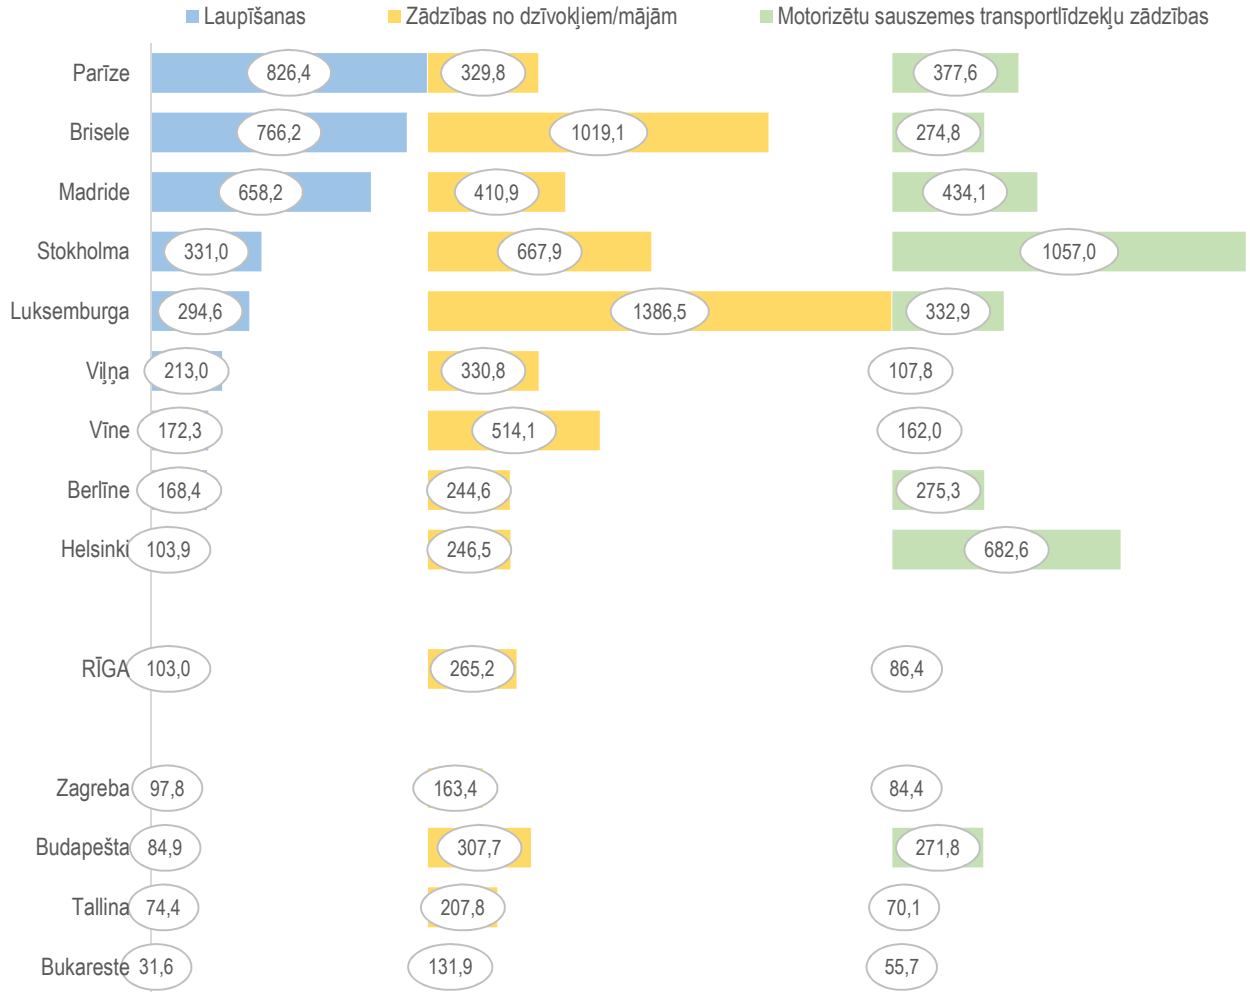 Laupīšanas Zādzības no dzīvokļiem/mājām Motorizētu sauszemes transportlīdzekļu zādzības
Parīze 826,4 329,8 377,6
Brisele 766,2 1019,1 274,8
Madride 658,2 410,9 434,1
Stokholma 331,0 667,9 1057,0
Luksemburga 294,6 1386,5 332,9
Viļņa 213,0 330,8 107,8
Vīne 172,3 514,1 162,0
Berlīne 168,4 244,6 275,3
Helsinki 103,9 246,5 682,6
RĪGA 103,0 265,2 86,4
Zagreba 97,8 163,4 84,4
Budapešta 84,9 307,7 271,8
Tallina 74,4 207,8 70,1
Bukareste 31,6 131,9 55,7